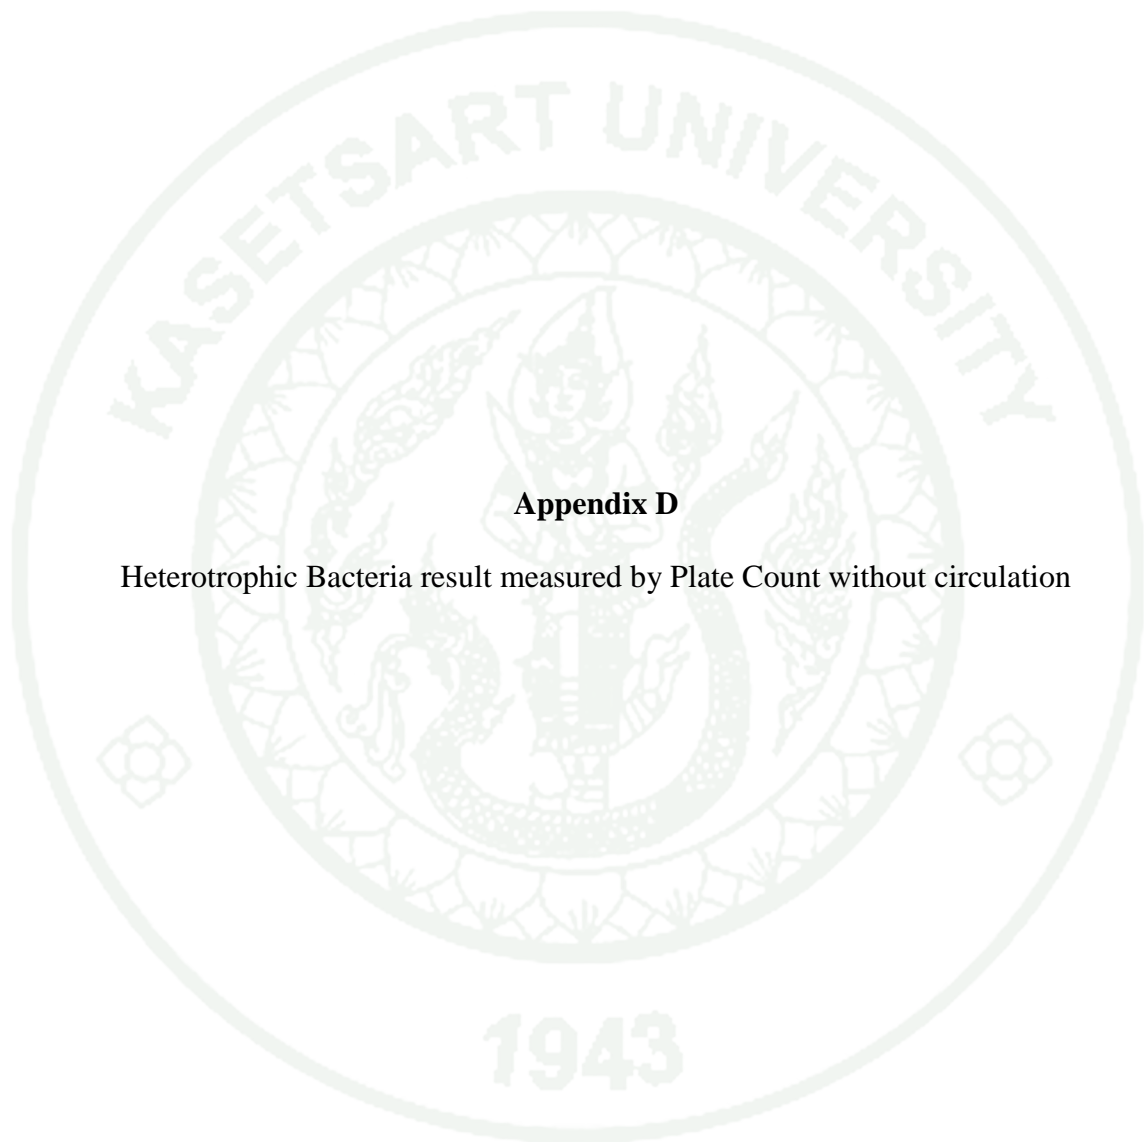 KASETSART UNIVERSITY
Appendix D
Heterotrophic Bacteria result measured by Plate Count without circulation
1943